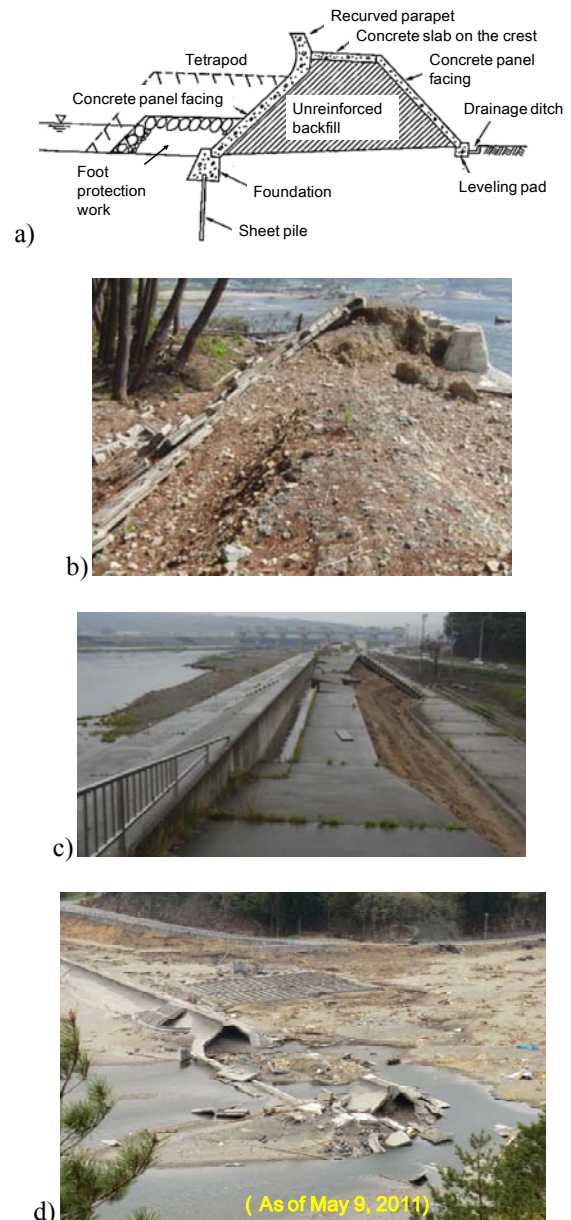 Recurved parapet
Concrete slab on the crest
Tetrapod
Concrete panel
facing
Concrete panel facing
Unreinforced
backfill
Drainage ditch
Foot
protection
work
Foundation
Leveling pad
Sheet pile
a)
b)
c)
( As of May 9, 2011)
d)